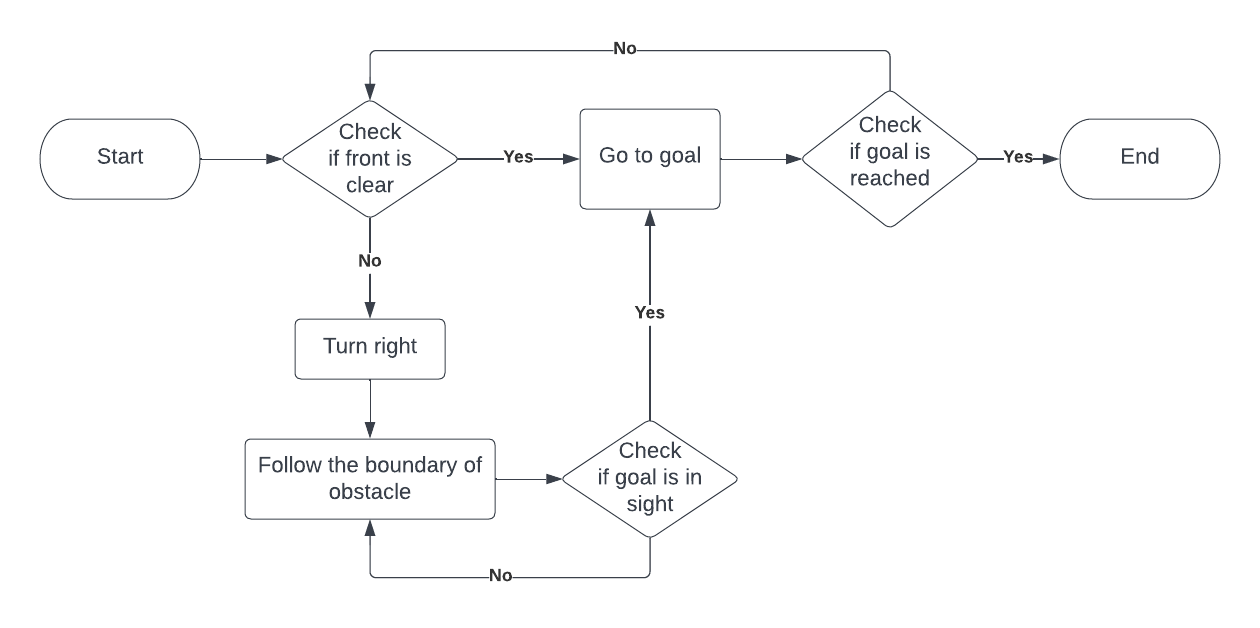 No
Start
Check
if front is
clear
Yes
Go to goal
Check
if goal is
reached
Yes
End
No
Turn right
Yes
Follow the boundary of
obstacle
Check
if goal is in
sight
No